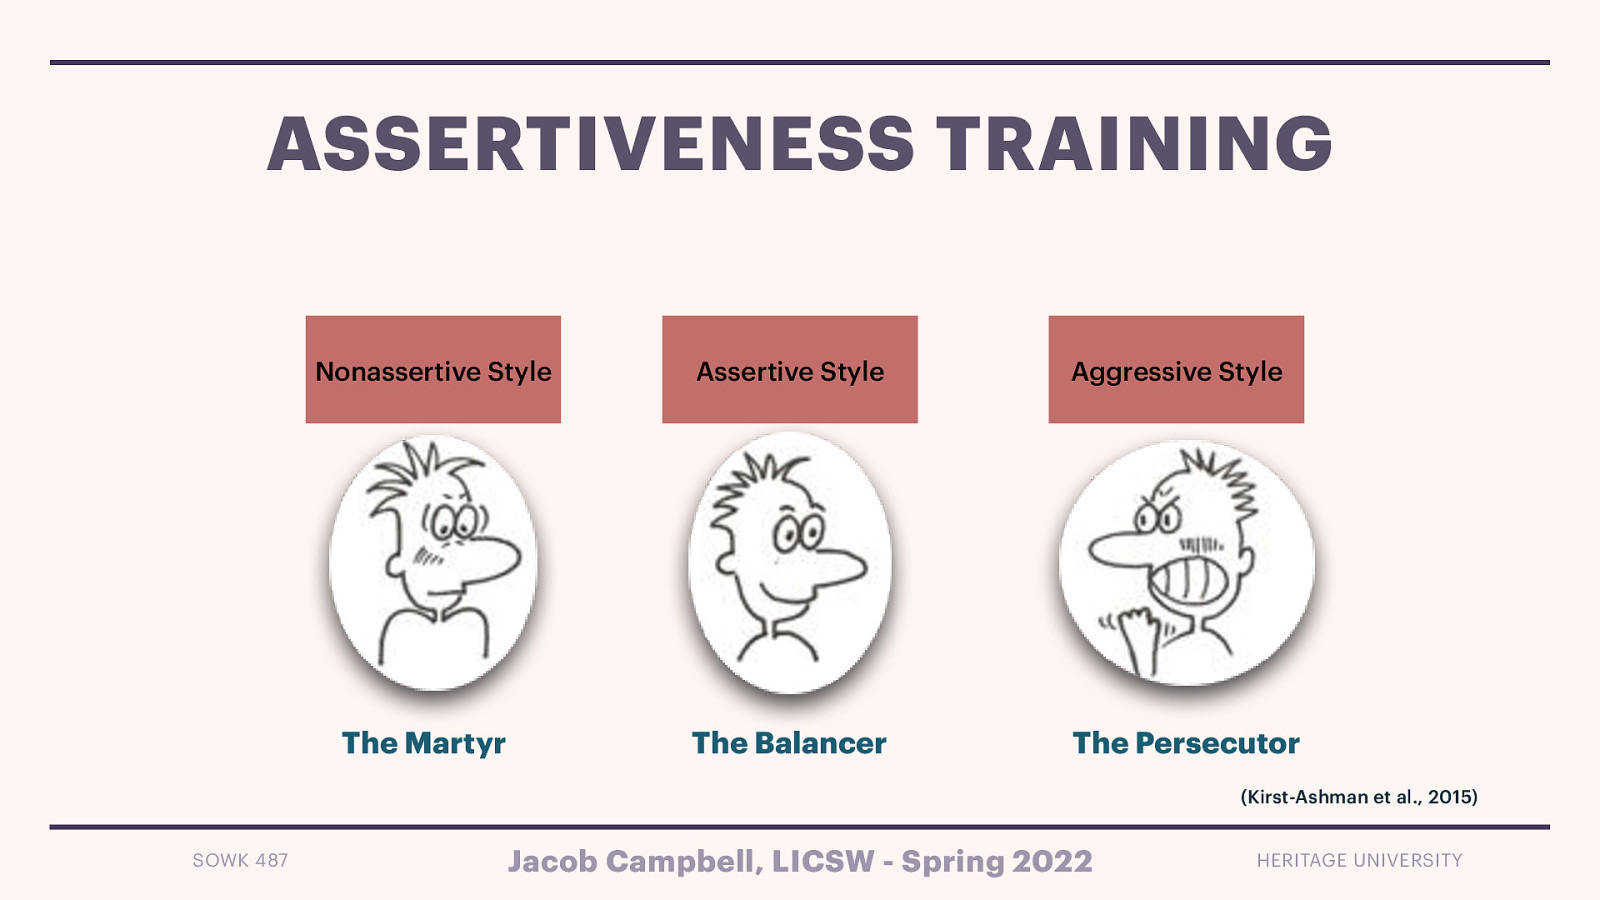 ASSERTIVENESS TRAINING
Nonassertive Style
Assertive Style
Aggressive Style
The Martyr
The Balancer
The Persecutor
(Kirst-Ashman et al., 2015)
SOWK 487
Jacob Campbell, LICSW - Spring 2022
HERITAGE UNIVERSITY